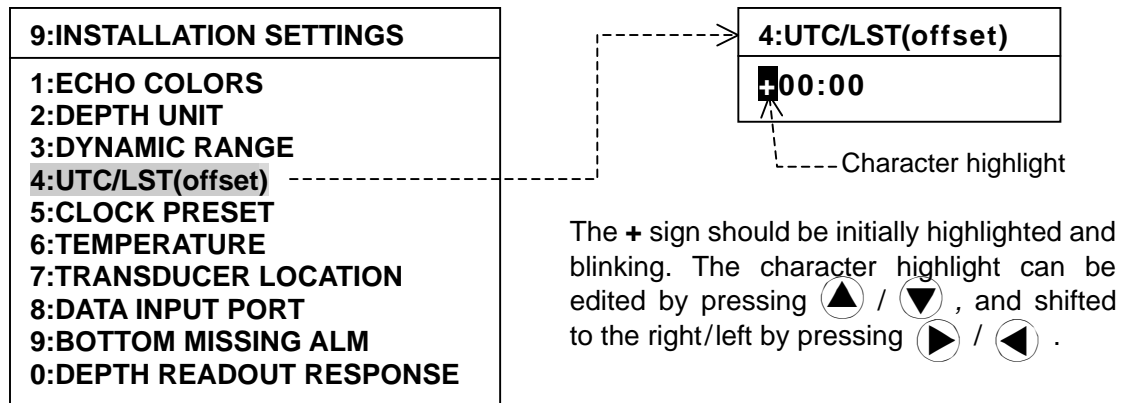 9:INSTALLATION SETTINGS
1:ECHO COLORS
2:DEPTH UNIT
3:DYNAMIC RANGE
4:UTC/LST(offset)
5:CLOCK PRESET
6:TEMPERATURE
7:TRANSDUCER LOCATION
8:DATA INPUT PORT
9:BOTTOM MISSING ALM
0:DEPTH READOUT RESPONSE
4:UTC/LST(offset)
+00:00
Character highlight
The + sign should be initially highlighted and
blinking. The character highlight can be
edited by pressing ▲ / ▼ , and shifted
to the right/left by pressing ▶ / ◀ .